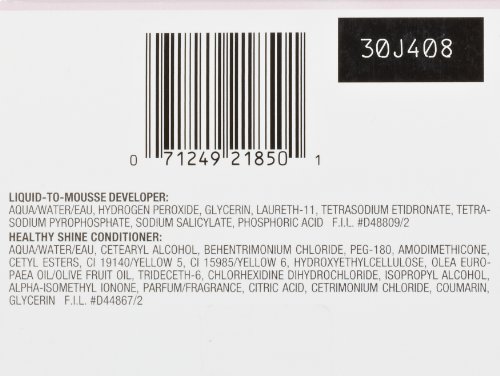 30J408
0 71249 21850 1
LIQUID-TO-MOUSSE DEVELOPER:
AQUA/WATER/EAU, HYDROGEN PEROXIDE, GLYCERIN, LAURETH-11, TETRASODIUM ETIDRONATE, TETRA-
SODIUM PYROPHOSPHATE, SODIUM SALICYLATE, PHOSPHORIC ACID F.I.L. #D48809/2
HEALTHY SHINE CONDITIONER:
AQUA/WATER/EAU, CETEARYL ALCOHOL, BEHENTRIMONIUM CHLORIDE, PEG-180, AMODIMETHICONE,
CETYL ESTERS, CI 19140/YELLOW 5, CI 15985/YELLOW 6, HYDROXYETHYLCELLULOSE, OLEA EURO-
PAEA OIL/OLIVE FRUIT OIL, TRIDECETH-6, CHLORHEXIDINE DIHYDROCHLORIDE, ISOPROPYL ALCOHOL,
ALPHA-ISOMETHYL IONONE, PARFUM/FRAGRANCE, CITRIC ACID, CETRIMONIUM CHLORIDE, COUMARIN,
GLYCERIN F.I.L. #D44867/2